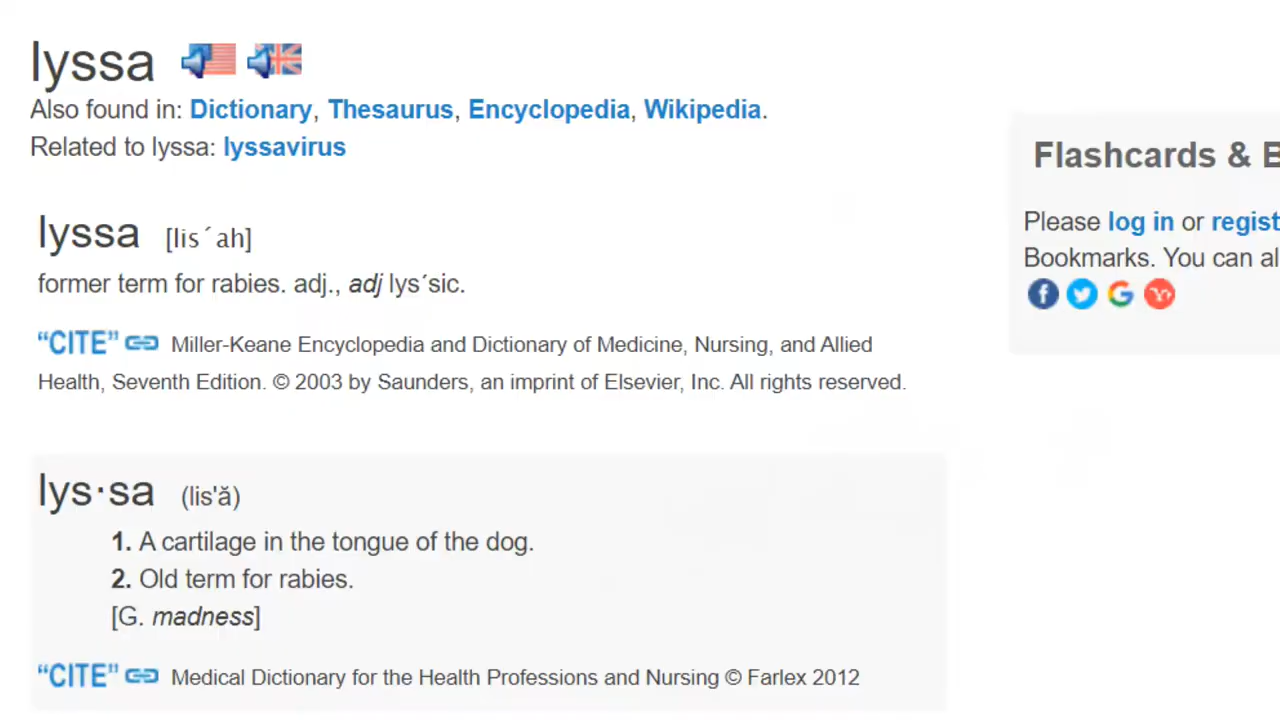 lyssa
Also found in: Dictionary, Thesaurus, Encyclopedia, Wikipedia.
Related to lyssa: lyssavirus
lyssa [lis´ah]
former term for rabies. adj., adj lys´sic.
“CITE” Miller-Keane Encyclopedia and Dictionary of Medicine, Nursing, and Allied
Health, Seventh Edition. © 2003 by Saunders, an imprint of Elsevier, Inc. All rights reserved.
lys·sa (lis'ă)
1. A cartilage in the tongue of the dog.
2. Old term for rabies.
[G. madness]
“CITE” Medical Dictionary for the Health Professions and Nursing © Farlex 2012
Flashcards &
Please log in or regist
Bookmarks. You can al